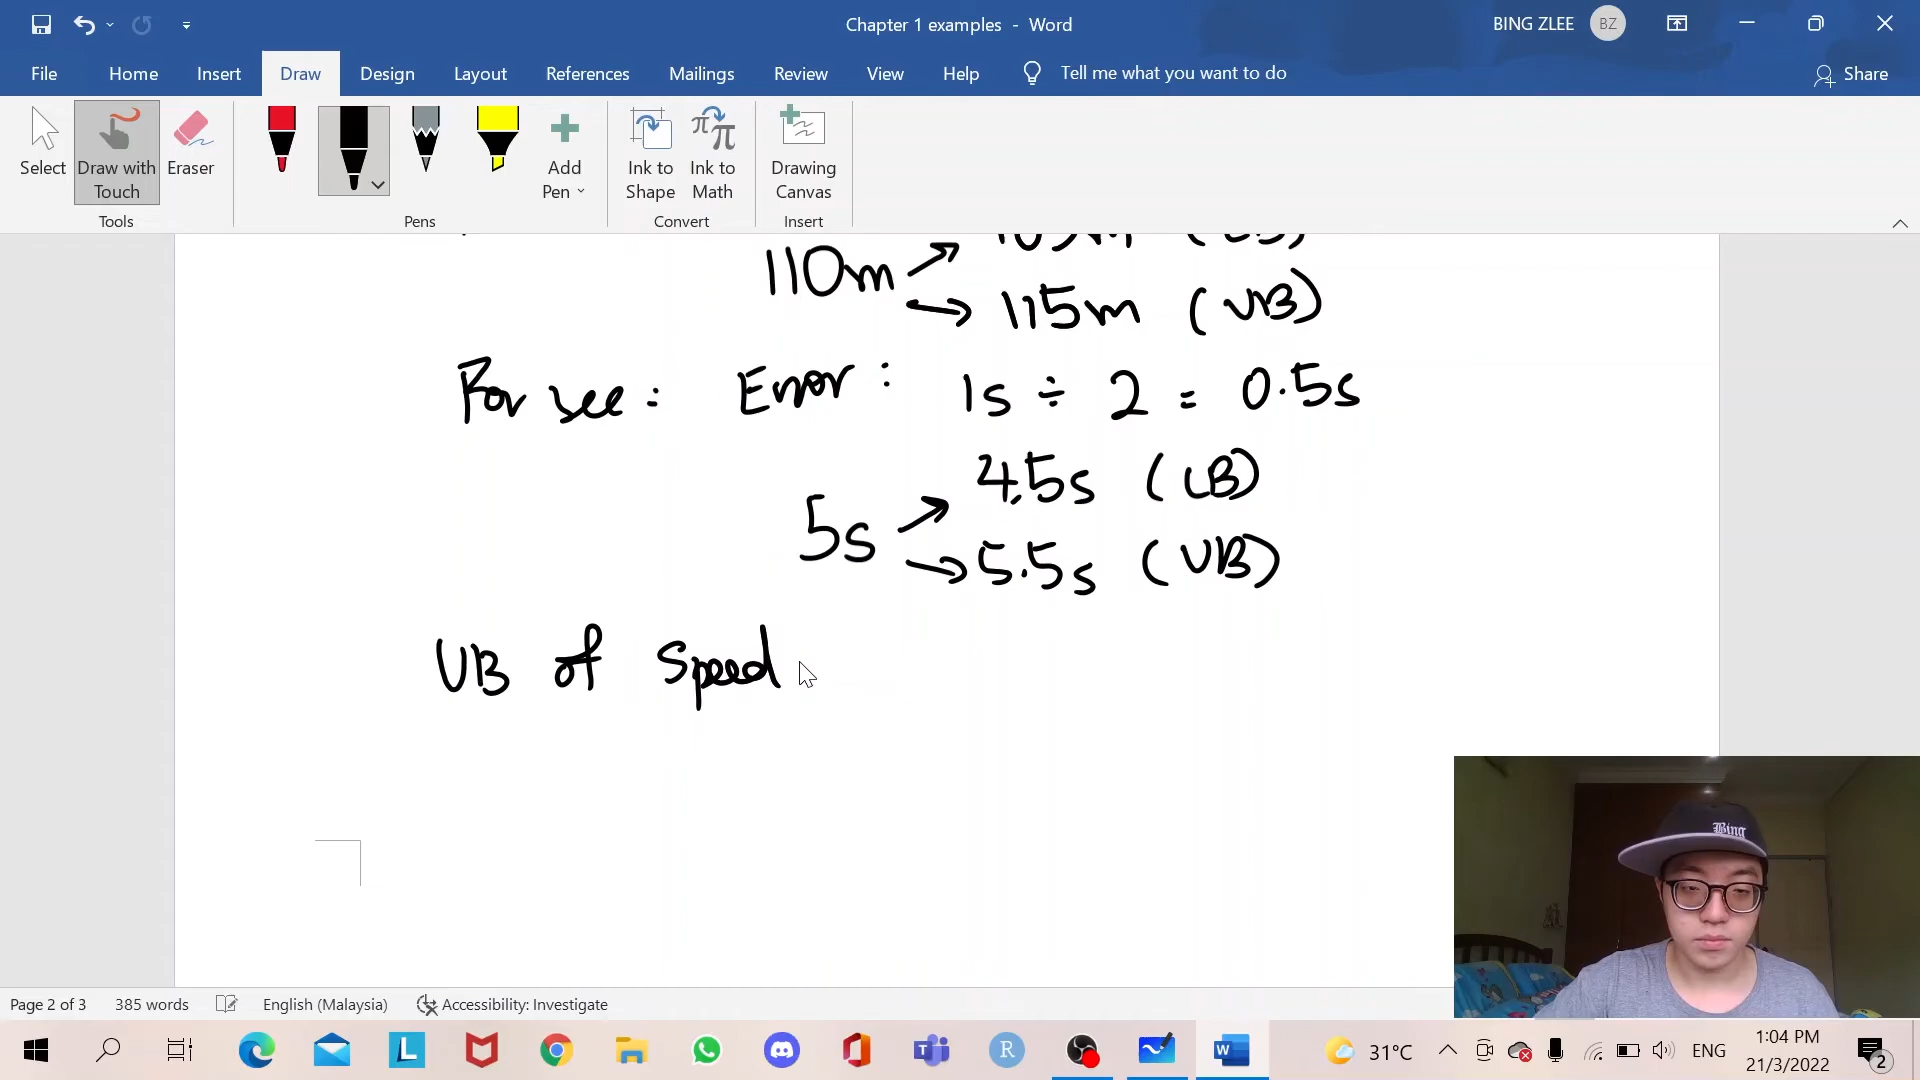 Chapter 1 examples - Word
BING ZLEE
BZ
File
Home
Insert
Draw
Design
Layout
References
Mailings
Review
View
Help
Tell me what you want to do
Share
Select
Draw with Touch
Eraser
Add Pen
Ink to Shape
Ink to Math
Drawing Canvas
Tools
Pens
Convert
Insert
110m
115m (UB)
For sec : Error : 1s ÷ 2 = 0.5s
4.5s (LB)
5s
5.5s (UB)
UB of Speed
Bing
Page 2 of 3
385 words
English (Malaysia)
Accessibility: Investigate
31°C
ENG
1:04 PM
21/3/2022
2